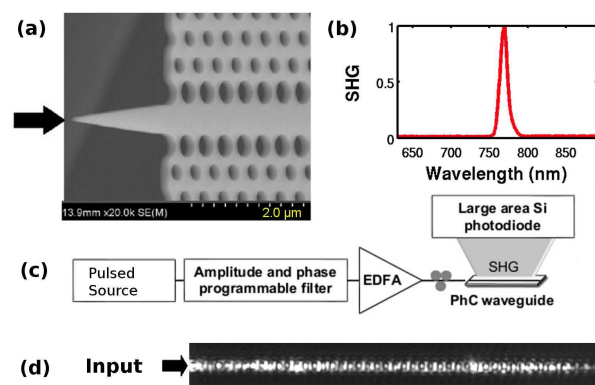 (a)
13.9mm x20.0k SE(M)
2.0 µm
(b)
SHG
1
0.5
0
650 700 750 800 850
Wavelength (nm)
(c)
Pulsed
Source
Amplitude and phase
programmable filter
EDFA
Large area Si
photodiode
SHG
PhC waveguide
(d) Input